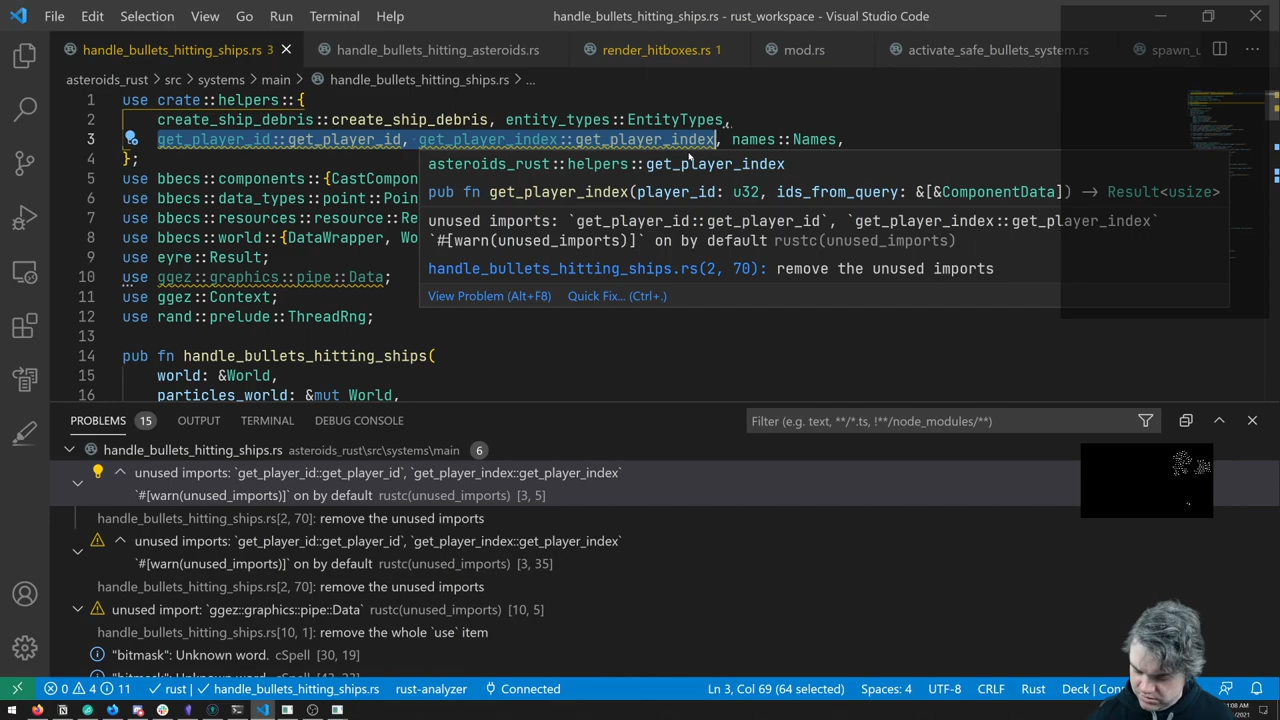 File Edit Selection View Go Run Terminal Help handle_bullets_hitting_ships.rs - rust_workspace - Visual Studio Code
handle_bullets_hitting_ships.rs 3 handle_bullets_hitting_asteroids.rs render_hitboxes.rs 1 mod.rs activate_safe_bullets_system.rs spawn_u
asteroids_rust > src > systems > main > handle_bullets_hitting_ships.rs > ...
1 use crate::helpers::{
2 create_ship_debris::create_ship_debris, entity_types::EntityTypes,
3 get_player_id::get_player_id, get_player_index::get_player_index, names::Names,
4 };
5 use bbecs::components::{CastCompon
6 use bbecs::data_types::point::Poin
7 use bbecs::resources::resource::Re
8 use bbecs::world::{DataWrapper, Wo
9 use eyre::Result;
10 use ggez::graphics::pipe::Data;
11 use ggez::Context;
12 use rand::prelude::ThreadRng;
13
14 pub fn handle_bullets_hitting_ships(
15 world: &World,
16 particles_world: &mut World,
asteroids_rust::helpers::get_player_index
pub fn get_player_index(player_id: u32, ids_from_query: &[&ComponentData]) → Result<usize>
unused imports: `get_player_id::get_player_id`, `get_player_index::get_player_index`
`#[warn(unused_imports)]` on by default rustc(unused_imports)
handle_bullets_hitting_ships.rs(2, 70): remove the unused imports
View Problem (Alt+F8) Quick Fix... (Ctrl+.)
PROBLEMS 15 OUTPUT TERMINAL DEBUG CONSOLE Filter (e.g. text, **/*.ts, !**/node_modules/**)
handle_bullets_hitting_ships.rs asteroids_rust\src\systems\main 6
unused imports: `get_player_id::get_player_id`, `get_player_index::get_player_index`
`#[warn(unused_imports)]` on by default rustc(unused_imports) [3, 5]
handle_bullets_hitting_ships.rs[2, 70]: remove the unused imports
unused imports: `get_player_id::get_player_id`, `get_player_index::get_player_index`
`#[warn(unused_imports)]` on by default rustc(unused_imports) [3, 35]
handle_bullets_hitting_ships.rs[2, 70]: remove the unused imports
unused import: `ggez::graphics::pipe::Data` rustc(unused_imports) [10, 5]
handle_bullets_hitting_ships.rs[10, 1]: remove the whole `use` item
"bitmask": Unknown word. cSpell [30, 19]
0 4 11 rust | handle_bullets_hitting_ships.rs rust-analyzer Connected Ln 3, Col 69 (64 selected) Spaces: 4 UTF-8 CRLF Rust Deck | Con